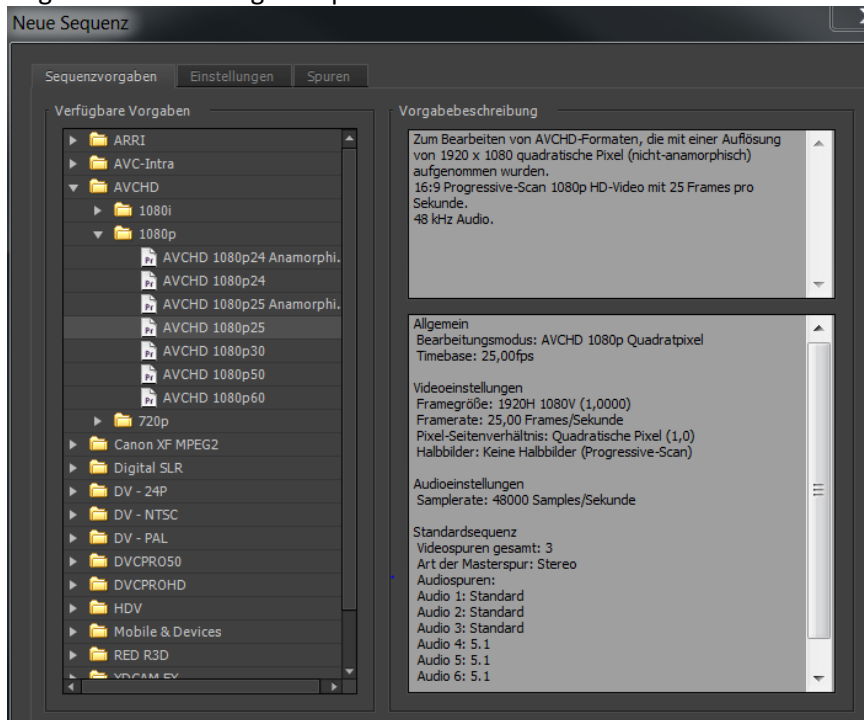 Neue Sequenz
Sequenzvorgaben
Einstellungen
Spuren
Verfügbare Vorgaben
ARRI
AVC-Intra
AVCHD
1080i
1080p
AVCHD 1080p24 Anamorphi.
AVCHD 1080p24
AVCHD 1080p25 Anamorphi.
AVCHD 1080p25
AVCHD 1080p30
AVCHD 1080p50
AVCHD 1080p60
720p
Canon XF MPEG2
Digital SLR
DV - 24P
DV - NTSC
DV - PAL
DVCPRO50
DVCPROHD
HDV
Mobile & Devices
RED R3D
Vorgabebeschreibung
Zum Bearbeiten von AVCHD-Formaten, die mit einer Auflösung
von 1920 x 1080 quadratische Pixel (nicht-anamorphisch)
aufgenommen wurden.
16:9 Progressive-Scan 1080p HD-Video mit 25 Frames pro
Sekunde.
48 kHz Audio.
Allgemein
Bearbeitungsmodus: AVCHD 1080p Quadratpixel
Timebase: 25,00fps
Videoeinstellungen
Framegröße: 1920H 1080V (1,0000)
Framerate: 25,00 Frames/Sekunde
Pixel-Seitenverhältnis: Quadratische Pixel (1,0)
Halbbilder: Keine Halbbilder (Progressive-Scan)
Audioeinstellungen
Samplerate: 48000 Samples/Sekunde
Standardsequenz
Videospuren gesamt: 3
Art der Masterspur: Stereo
Audiospuren:
Audio 1: Standard
Audio 2: Standard
Audio 3: Standard
Audio 4: 5.1
Audio 5: 5.1
Audio 6: 5.1